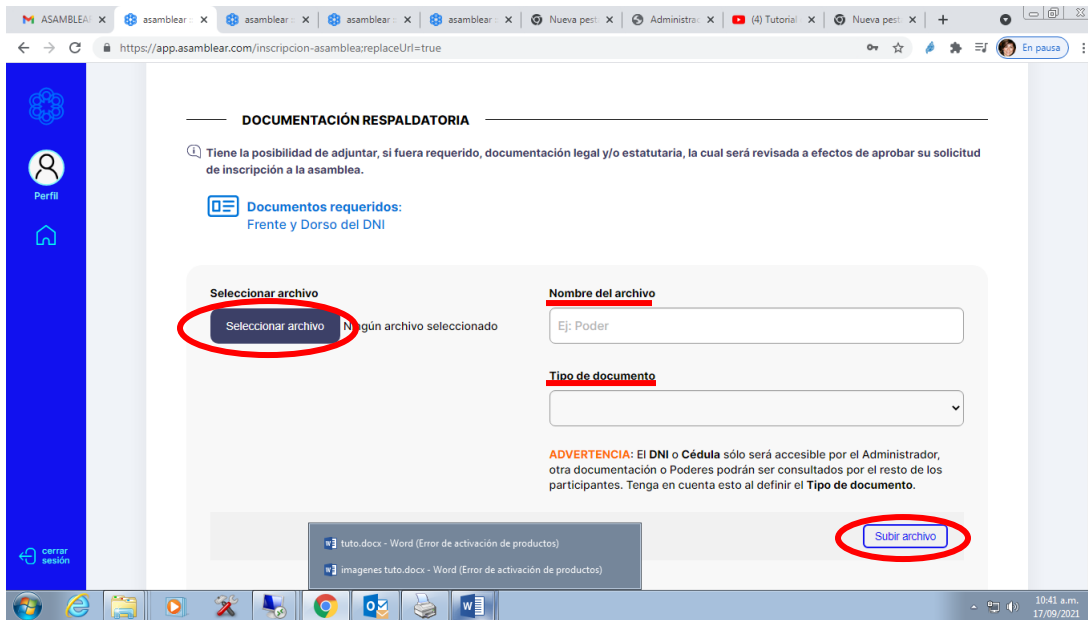 ASAMBLEAI
asamblear s
asamblear s
asamblear s
asamblear s
Nueva pest
Administrac
(4) Tutorial
Nueva pest
https://app.asamblear.com/inscripcion-asamblea;replaceUrl=true
En pausa
Perfil
cerrar
sesión
DOCUMENTACIÓN RESPALDATORIA
Tiene la posibilidad de adjuntar, si fuera requerido, documentación legal y/o estatutaria, la cual será revisada a efectos de aprobar su solicitud
de inscripción a la asamblea.
Documentos requeridos:
Frente y Dorso del DNI
Seleccionar archivo
Seleccionar archivo Ningún archivo seleccionado
Nombre del archivo
Ej: Poder
Tipo de documento
ADVERTENCIA: El DNI o Cédula sólo será accesible por el Administrador,
otra documentación o Poderes podrán ser consultados por el resto de los
participantes. Tenga en cuenta esto al definir el Tipo de documento.
Subir archivo
tuto.docx - Word (Error de activación de productos)
imagenes tuto.docx - Word (Error de activación de productos)
10:41 a.m.
17/09/2021